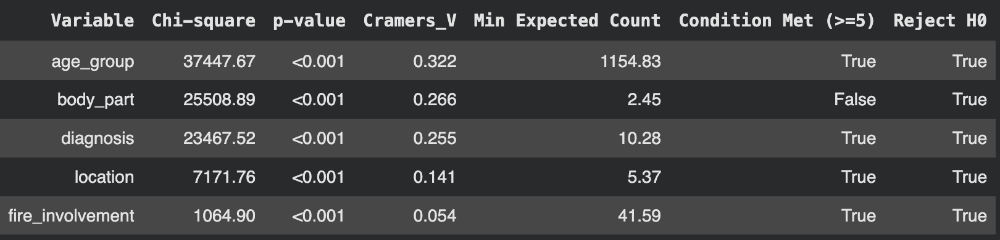 Variable Chi-square p-value Cramers_V Min Expected Count Condition Met (>=5) Reject H0
age_group 37447.67 <0.001 0.322 1154.83 True True
body_part 25508.89 <0.001 0.266 2.45 False True
diagnosis 23467.52 <0.001 0.255 10.28 True True
location 7171.76 <0.001 0.141 5.37 True True
fire_involvement 1064.90 <0.001 0.054 41.59 True True